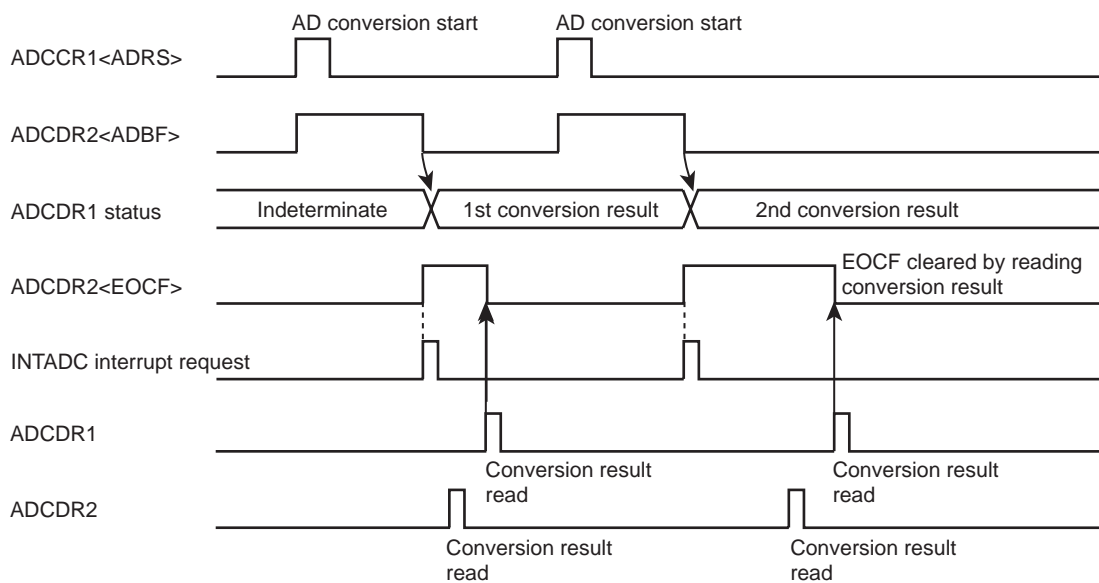 AD conversion start
AD conversion start
ADCCR1<ADRS>
ADCDR2<ADBF>
ADCDR1 status
Indeterminate
1st conversion result
2nd conversion result
EOCF cleared by reading
conversion result
ADCDR2<EOCF>
INTADC interrupt request
ADCDR1
Conversion result
read
Conversion result
read
ADCDR2
Conversion result
read
Conversion result
read